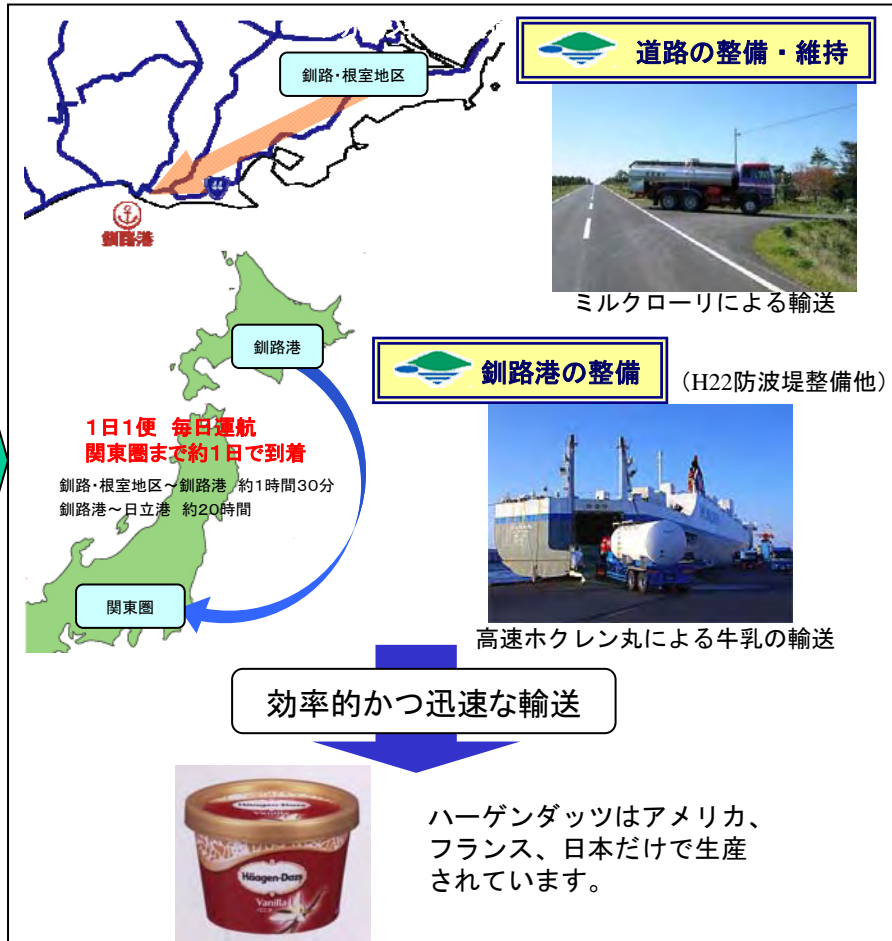 釧路・根室地区
44
釧路港
道路の整備・維持
ミルクローリによる輸送
釧路港
釧路港の整備
(H22防波堤整備他)
1日1便 毎日運航
関東圏まで約1日で到着
釧路・根室地区～釧路港 約1時間30分
釧路港～日立港 約20時間
関東圏
高速ホクレン丸による牛乳の輸送
効率的かつ迅速な輸送
Häagen-Dazs
Vanilla
Häagen-Dazs
Vanilla
ハーゲンダッツはアメリカ、
フランス、日本だけで生産
されています。